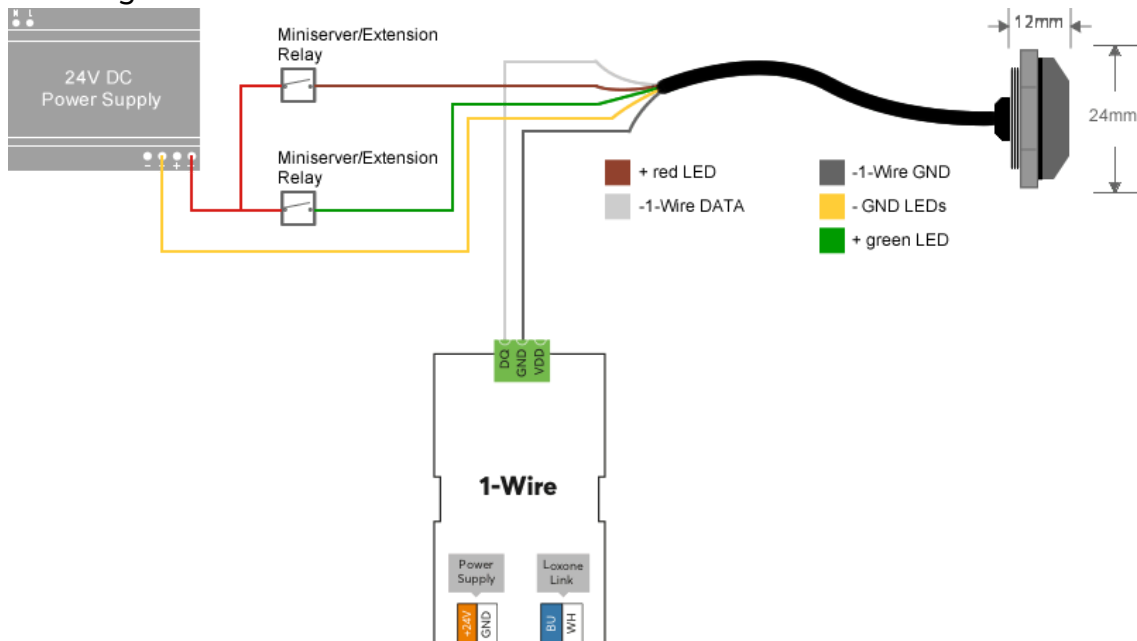 N L
24V DC
Power Supply
- - + +
Miniserver/Extension
Relay
Miniserver/Extension
Relay
12mm
24mm
+ red LED
-1-Wire DATA
-1-Wire GND
- GND LEDs
+ green LED
DQ
GND
VDD
1-Wire
Power
Supply
Loxone
Link
+24V
GND
BU
WH